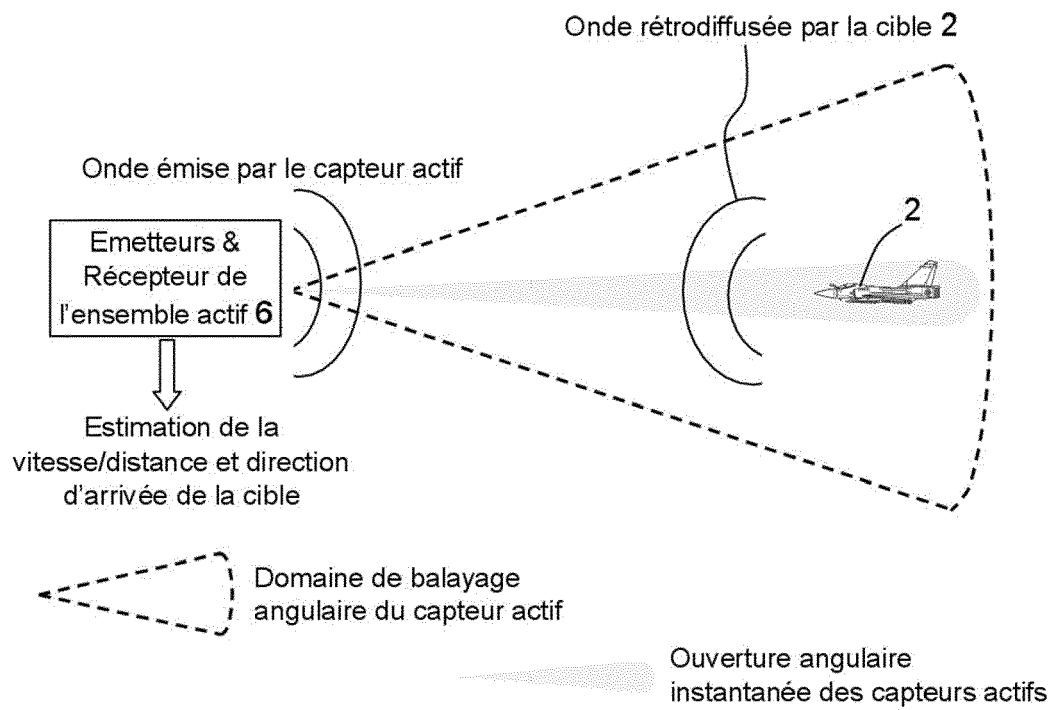 Onde rétrodiffusée par la cible 2
Onde émise par le capteur actif
Emetteurs &
Récepteur de
l'ensemble actif 6
2
Estimation de la
vitesse/distance et direction
d'arrivée de la cible
Domaine de balayage
angulaire du capteur actif
Ouverture angulaire
instantanée des capteurs actifs